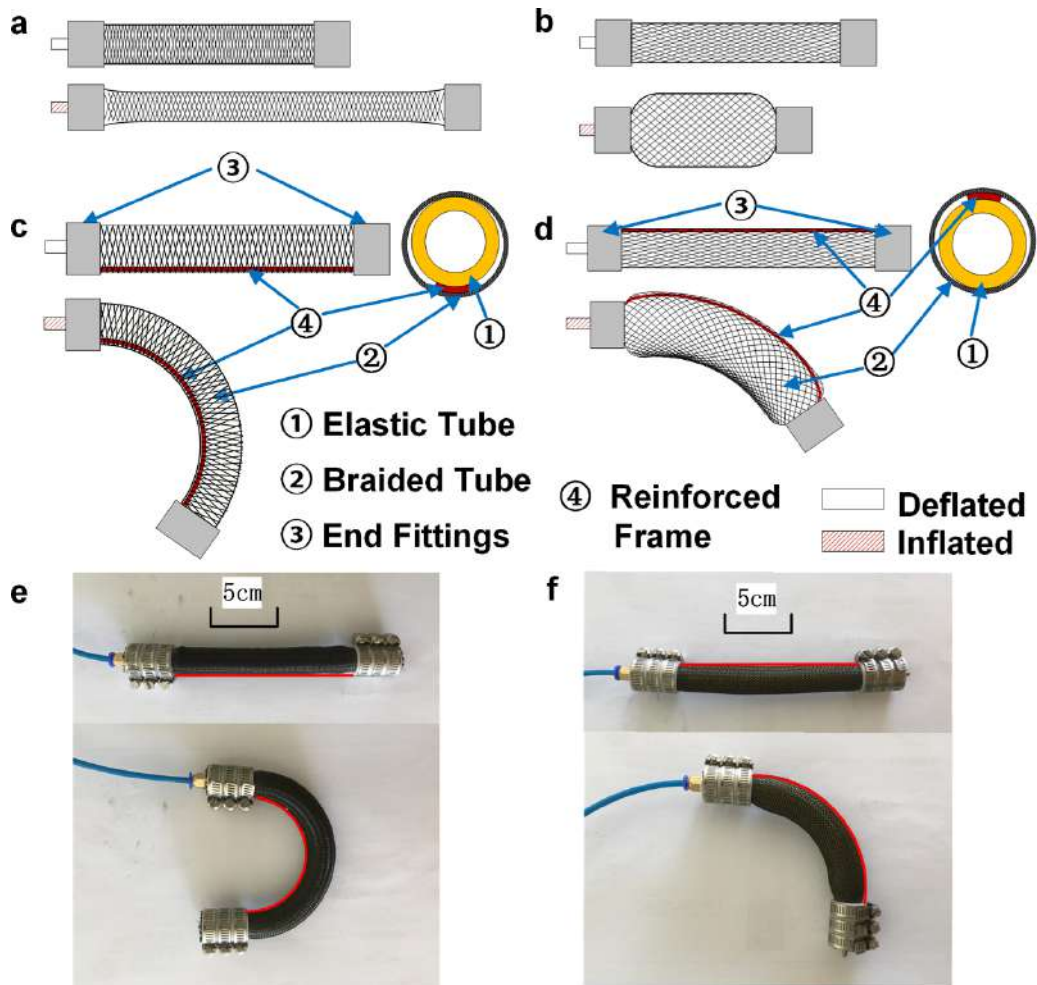 a
b
③
③
c
d
④
④
①
②
②
①
① Elastic Tube
② Braided Tube
③ End Fittings
④ Reinforced
Frame
Deflated
Inflated
e
5cm
f
5cm